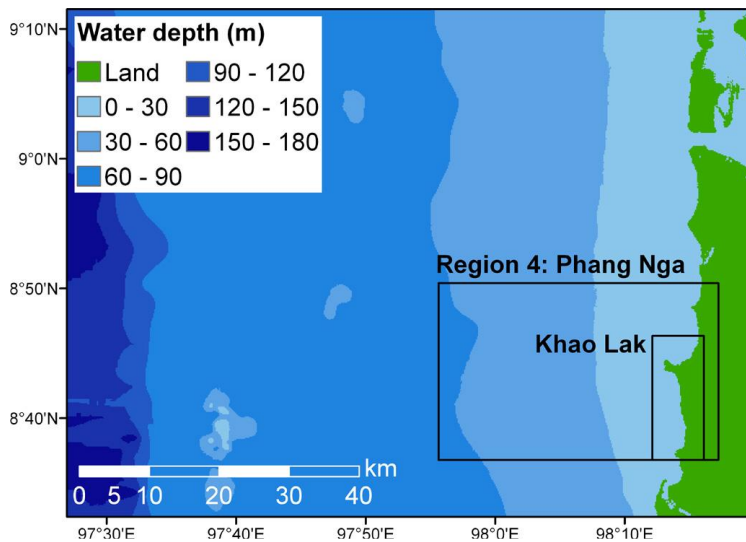 9°10'N
Water depth (m)
Land
90 - 120
0 - 30
120 - 150
30 - 60
150 - 180
60 - 90
9°0'N
8°50'N
Region 4: Phang Nga
Khao Lak
8°40'N
km
0 5 10 20 30 40
97°30'E 97°40'E 97°50'E 98°0'E 98°10'E